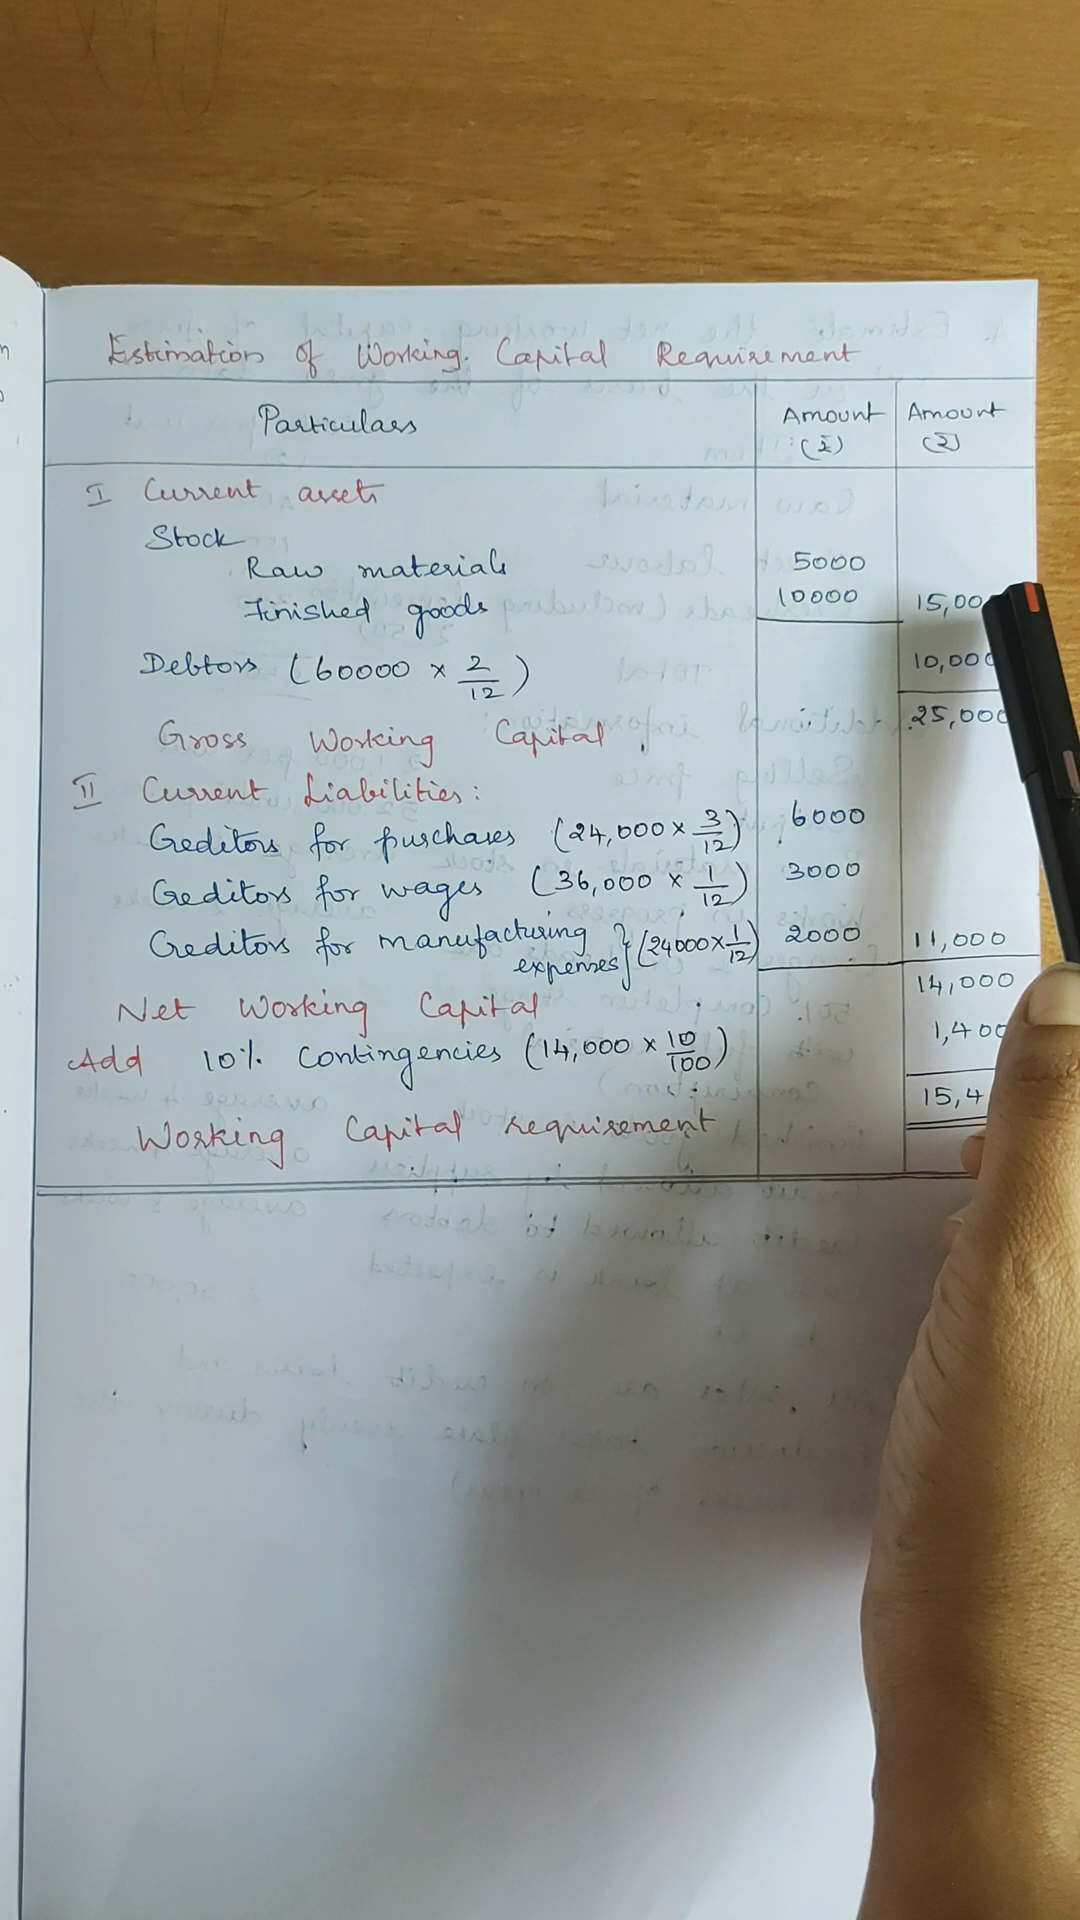 Estimation of Working Capital Requirement
Particulars Amount (₹) Amount (₹)
I Current assets
Stock
Raw materials 5000
Finished goods 10000 15,00
Debtors (60000 × 2/12) 10,000
Gross Working Capital 25,000
II Current Liabilities:
Creditors for purchases (24,000 × 3/12) 6000
Creditors for wages (36,000 × 1/12) 3000
Creditors for manufacturing expenses } (24000 × 1/12) 2000 11,000
Net Working Capital 14,000
Add 10% Contingencies (14,000 × 10/100) 1,400
Working Capital requirement 15,4